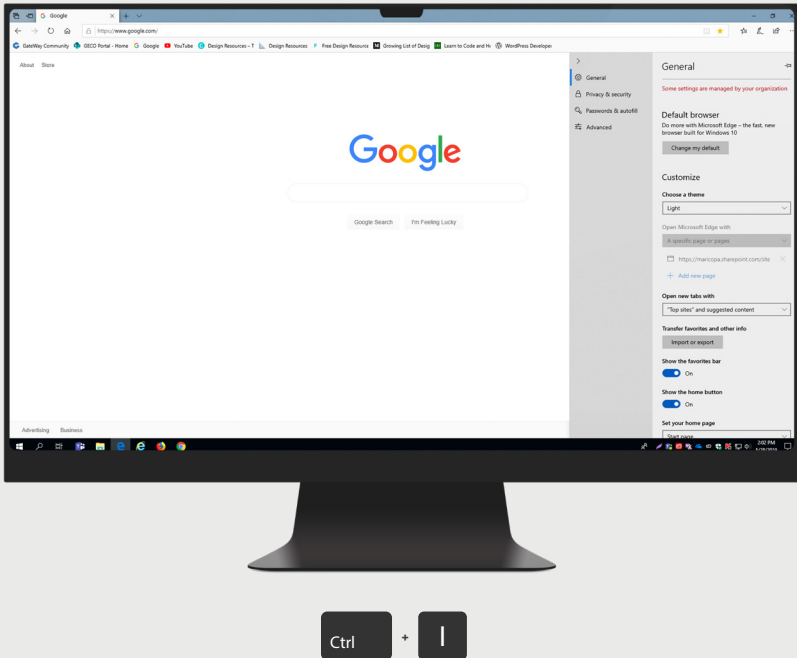 Google
https://www.google.com/
GateWay Community
GECO Portal - Home
Google
YouTube
Design Resources – T
Design Resources
Free Design Resource
Growing List of Desig
Learn to Code and Ho
WordPress Developer
About Store
Google
Google Search I'm Feeling Lucky
Advertising Business
General
Privacy & security
Passwords & autofill
Advanced
General
Some settings are managed by your organization
Default browser
Do more with Microsoft Edge – the fast, new
browser built for Windows 10
Change my default
Customize
Choose a theme
Light
Open Microsoft Edge with
A specific page or pages
https://maricopa.sharepoint.com/site
Add new page
Open new tabs with
"Top sites" and suggested content
Transfer favorites and other info
Import or export
Show the favorites bar
On
Show the home button
On
Set your home page
Start page
2:02 PM
Ctrl + I